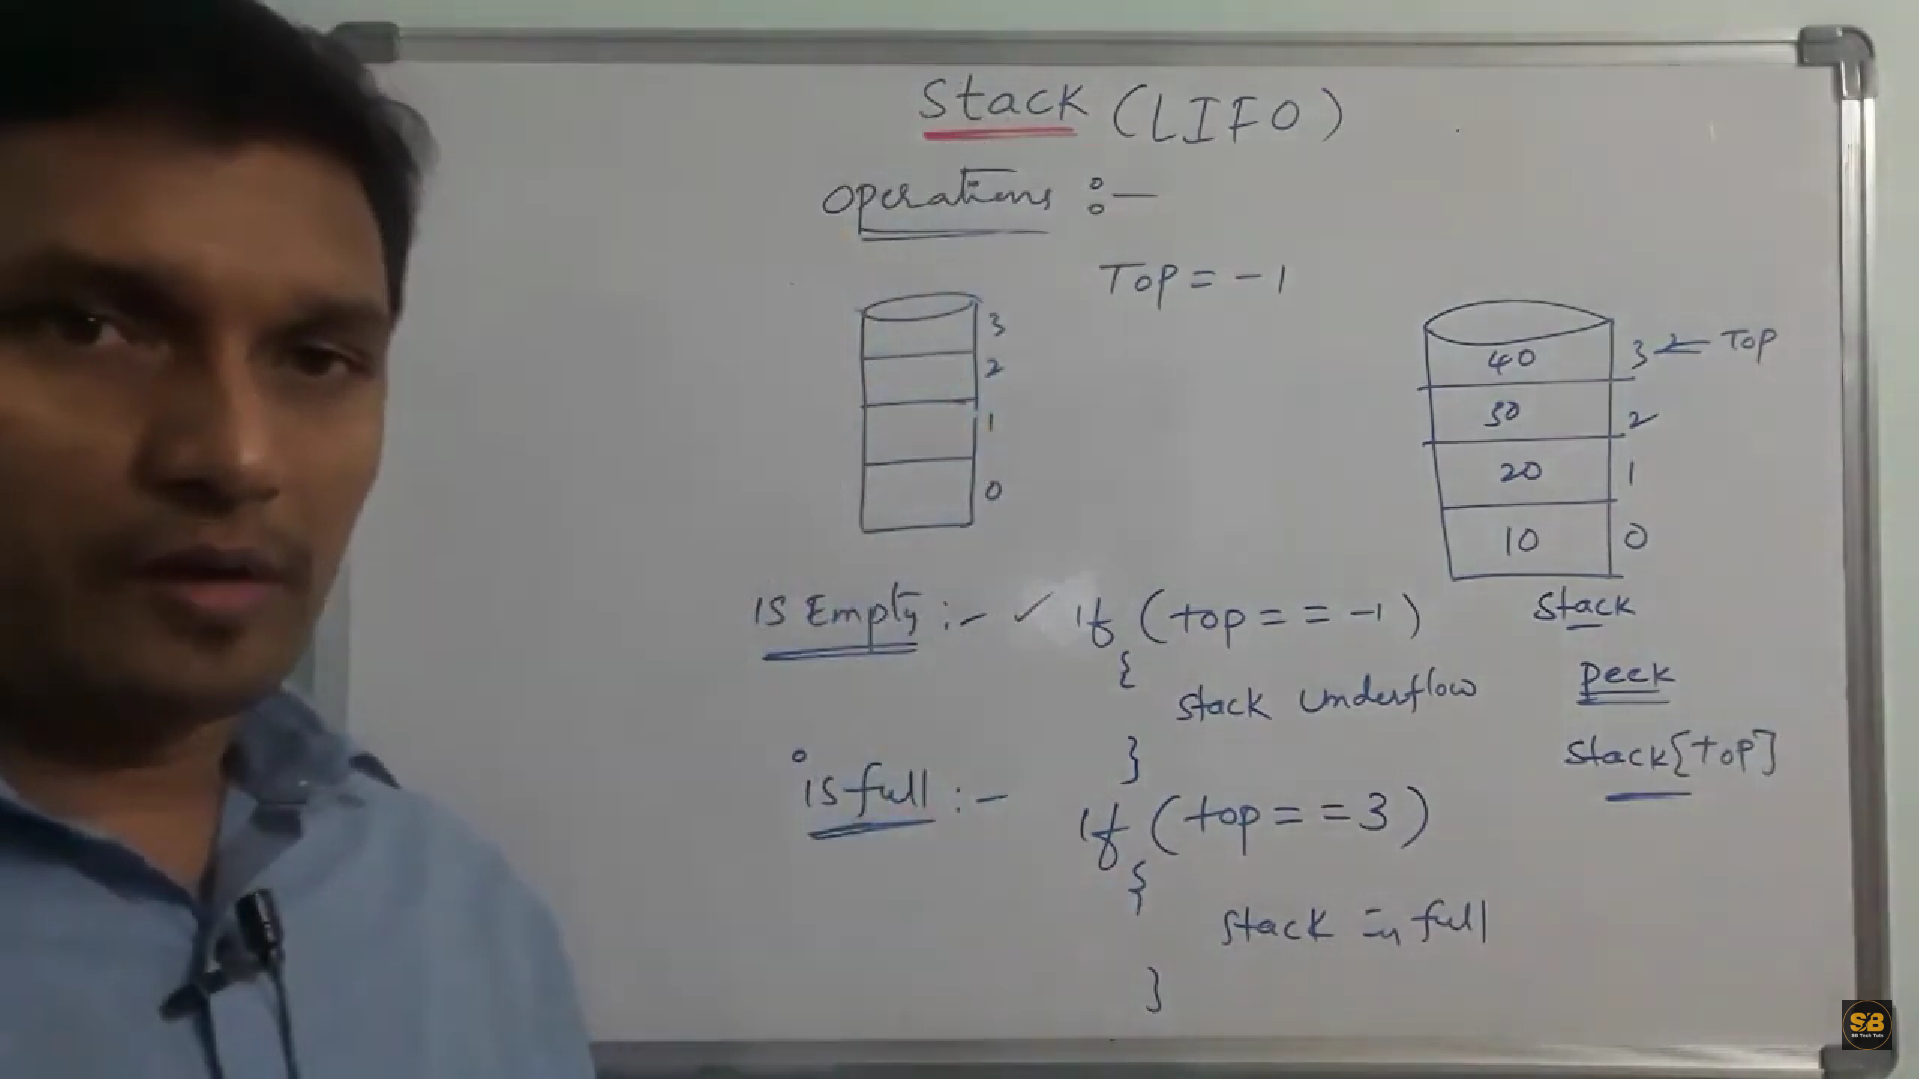 Stack (LIFO)
Operations :-
Top = -1
3
2
1
0
40 3 ← Top
30 2
20 1
10 0
Stack
IS Empty :- ✓ if (top == -1)
{
stack underflow
}
peek
stack[top]
is full :- if (top == 3)
{
stack is full
}
SB
SB Tech Tuts